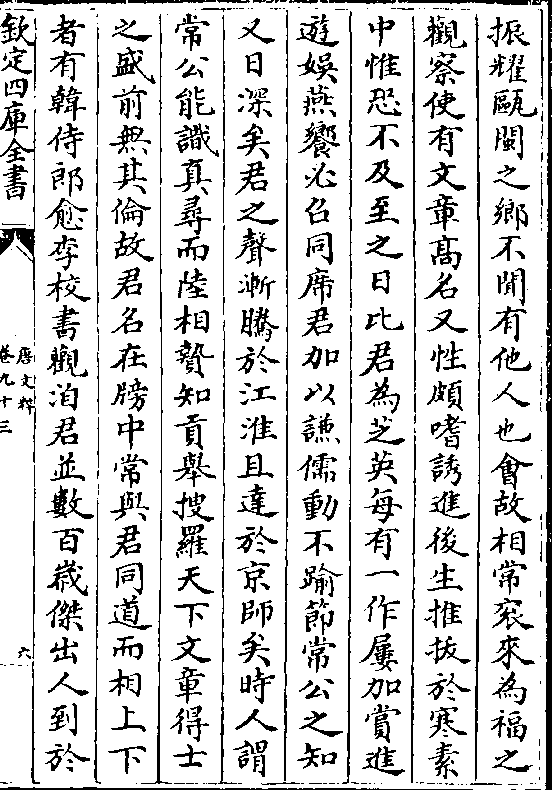 振耀甌閩之鄉不聞有他人也會故相常衮來為福之
觀察使有文章髙名又性頗嗜誘進後生推拔於寒素
中惟恐不及至之日比君為芝英每有一作屢加賞進
遊娛燕饗必召同席君加以謙儒動不踰節常公之知
又日深矣君之聲漸騰於江淮且達於京師矣時人謂
常公能識真尋而陸相贄知貢舉搜羅天下文章得士
之盛前無其倫故君名在牓中常與君同道而相上下
者有韓侍郎愈李校書觀洎君並數百嵗傑出人到於
欽定四庫全書
唐文粹
卷九十三
六